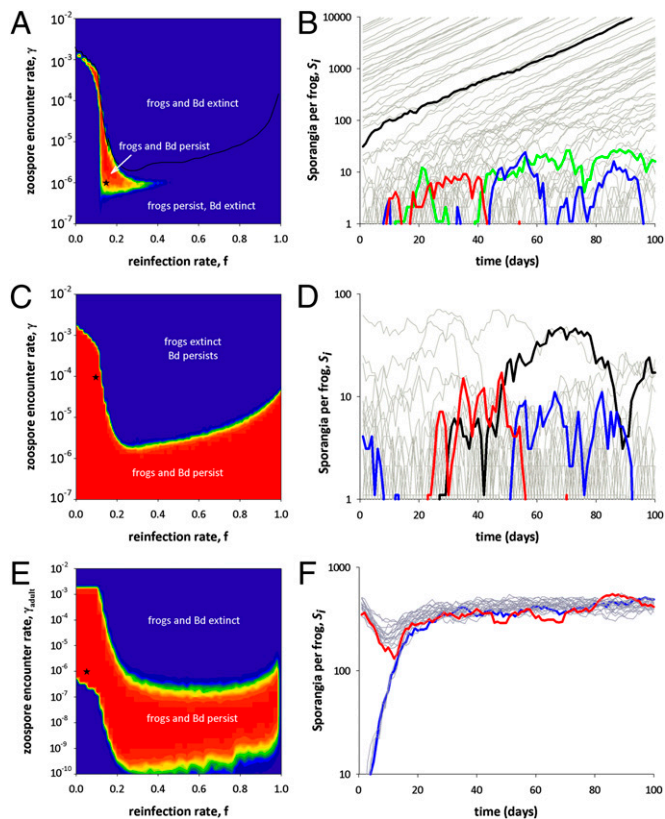 A
zoospore encounter rate, γ
10⁻²
10⁻³
10⁻⁴
10⁻⁵
10⁻⁶
10⁻⁷
frogs and Bd extinct
frogs and Bd persist
frogs persist, Bd extinct
0.0 0.2 0.4 0.6 0.8 1.0
reinfection rate, f
B
Sporangia per frog, Sᵢ
10000
1000
100
10
1
0 20 40 60 80 100
time (days)
C
zoospore encounter rate, γ
10⁻²
10⁻³
10⁻⁴
10⁻⁵
10⁻⁶
10⁻⁷
frogs extinct
Bd persists
frogs and Bd persist
0.0 0.2 0.4 0.6 0.8 1.0
reinfection rate, f
D
Sporangia per frog, Sᵢ
100
10
1
0 20 40 60 80 100
time (days)
E
zoospore encounter rate, γadult
10⁻²
10⁻³
10⁻⁴
10⁻⁵
10⁻⁶
10⁻⁷
10⁻⁸
10⁻⁹
10⁻¹⁰
frogs and Bd extinct
frogs and Bd persist
0.0 0.2 0.4 0.6 0.8 1.0
reinfection rate, f
F
Sporangia per frog, Sᵢ
1000
100
10
0 20 40 60 80 100
time (days)